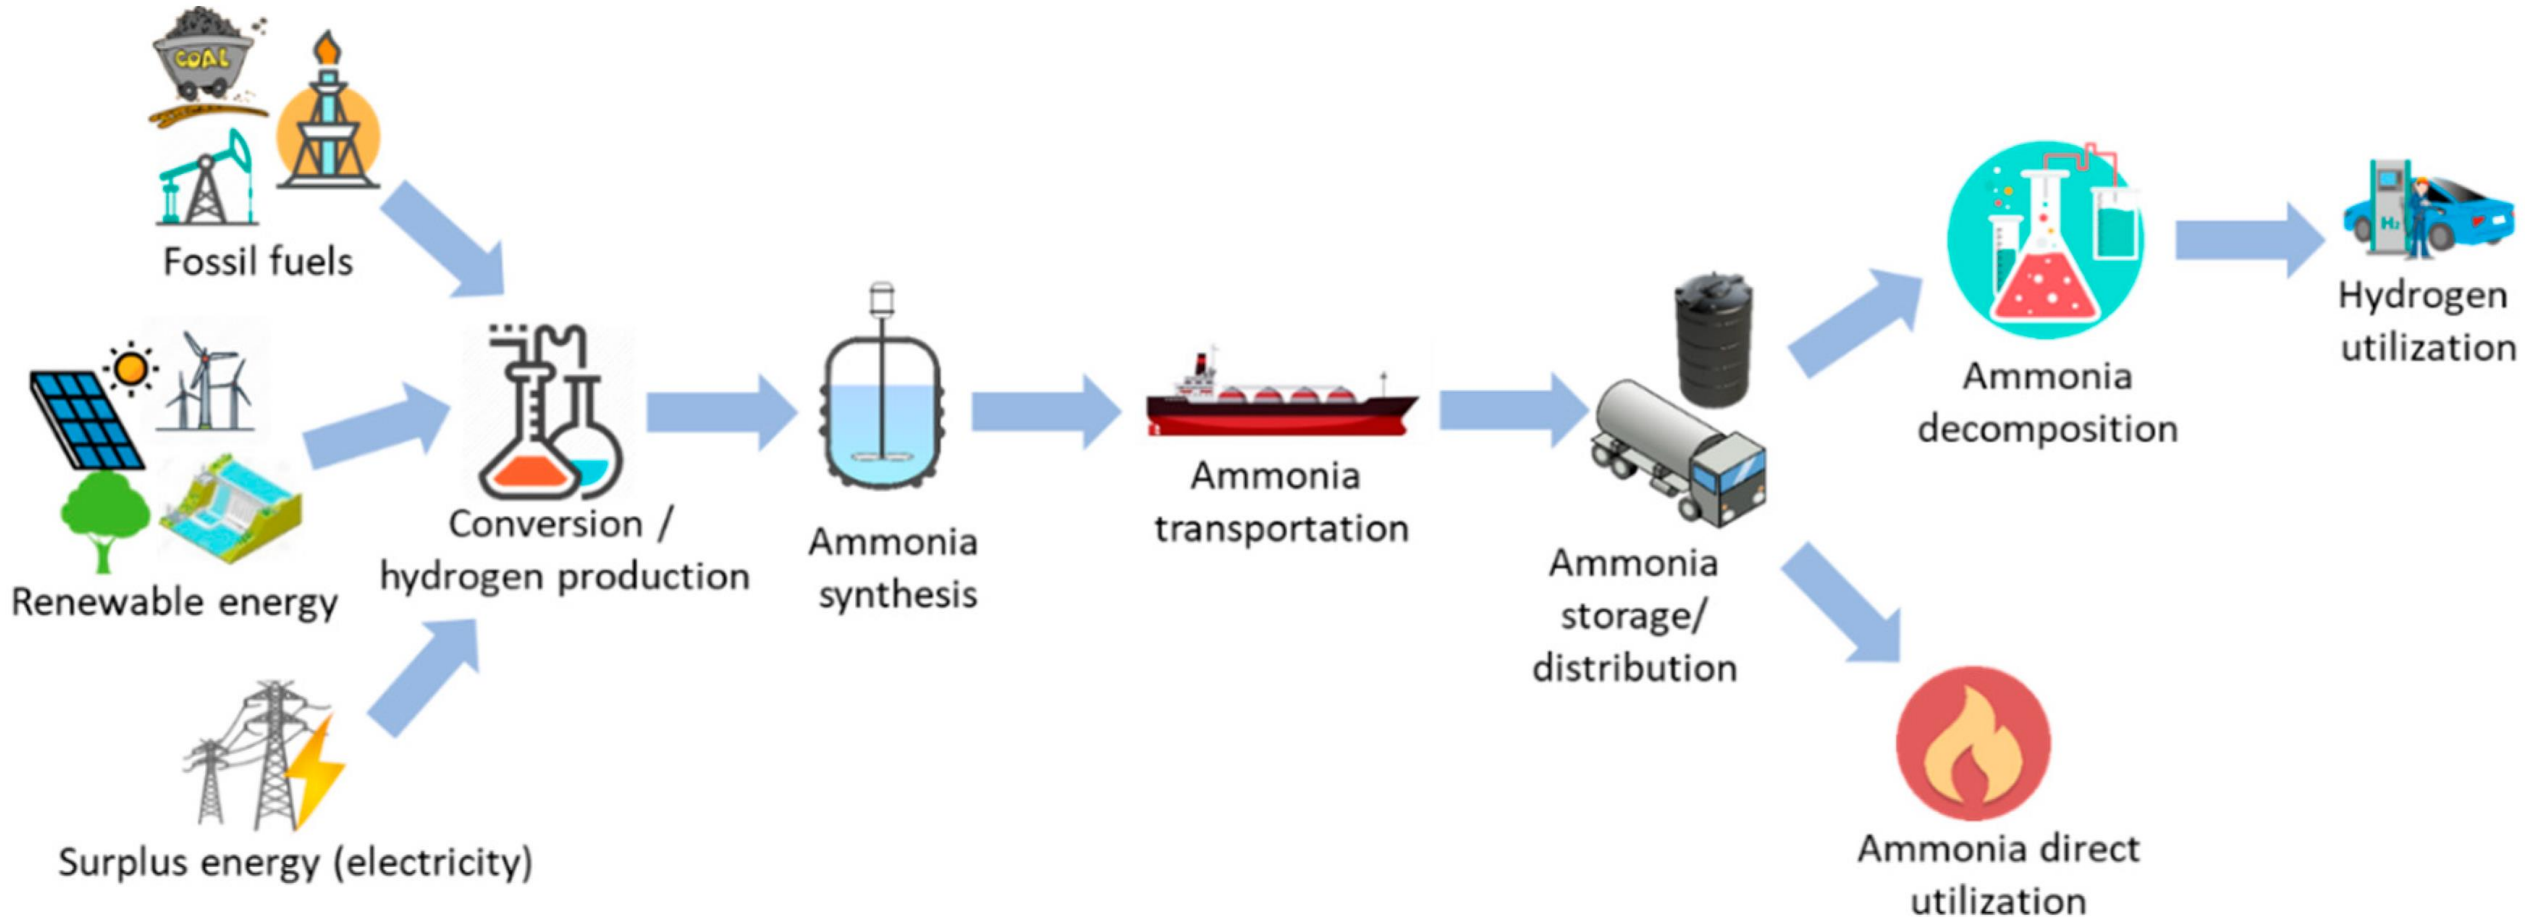 COAL
Fossil fuels
Renewable energy
Surplus energy (electricity)
Conversion /
hydrogen production
Ammonia
synthesis
Ammonia
transportation
Ammonia
storage/
distribution
Ammonia
decomposition
H₂
Hydrogen
utilization
Ammonia direct
utilization